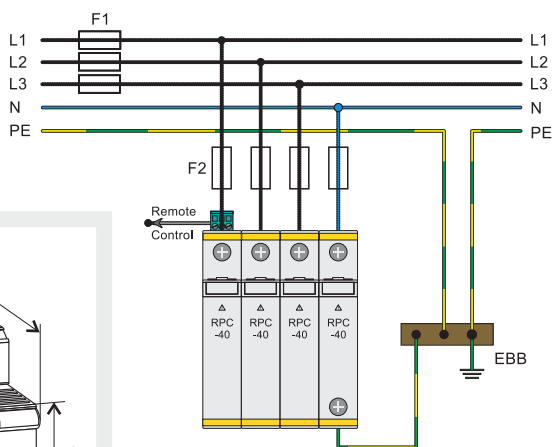 F1
L1 L1
L2 L2
L3 L3
N N
PE PE
F2
Remote
Control
RPC RPC RPC RPC
-40 -40 -40 -40
EBB